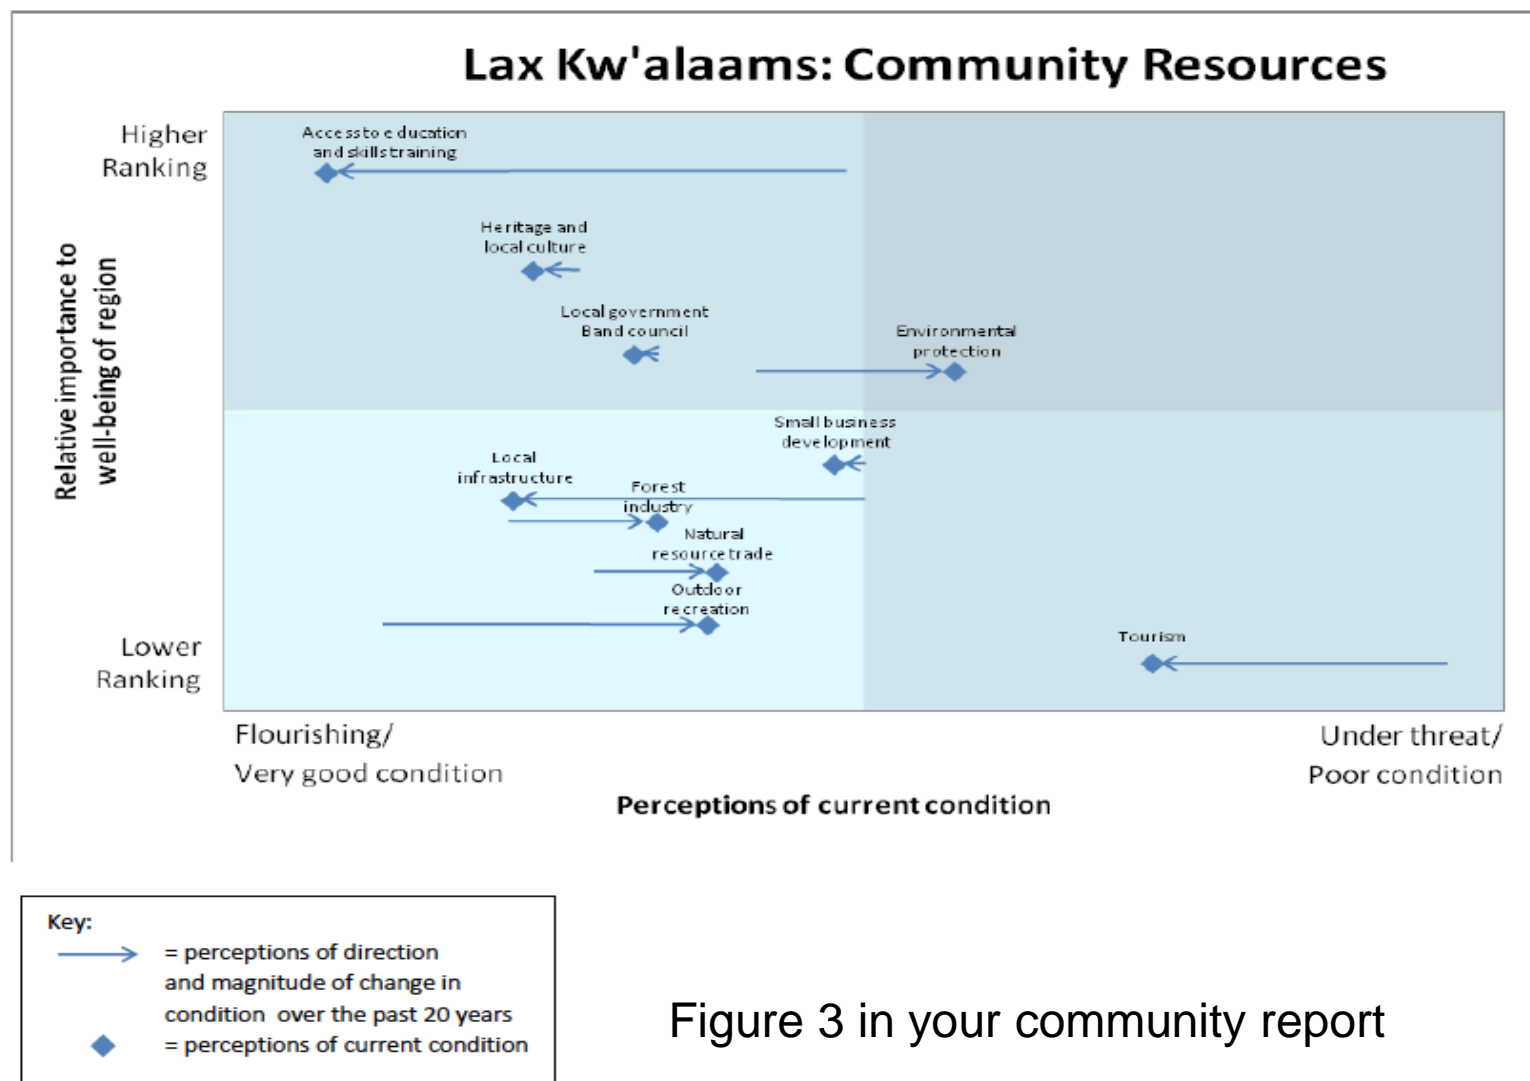 Lax Kw'alaams: Community Resources
Higher
Ranking
Access to education
and skills training
Heritage and
local culture
Local government
Band council
Environmental
protection
Relative importance to
well-being of region
Small business
development
Local
infrastructure
Forest
industry
Natural
resource trade
Outdoor
recreation
Tourism
Lower
Ranking
Flourishing/
Very good condition
Under threat/
Poor condition
Perceptions of current condition
Key:
= perceptions of direction
and magnitude of change in
condition over the past 20 years
= perceptions of current condition
Figure 3 in your community report